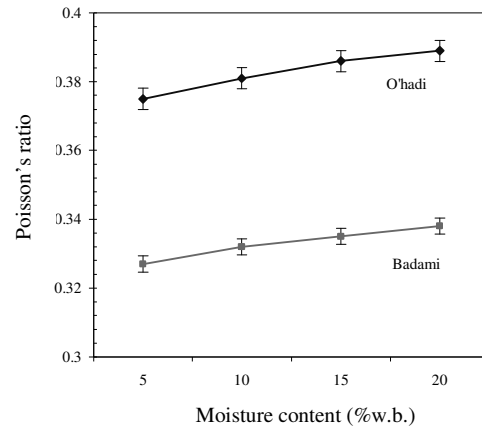 0.4
0.38
O'hadi
0.36
0.34
Badami
0.32
0.3
5 10 15 20
Poisson's ratio
Moisture content (%w.b.)